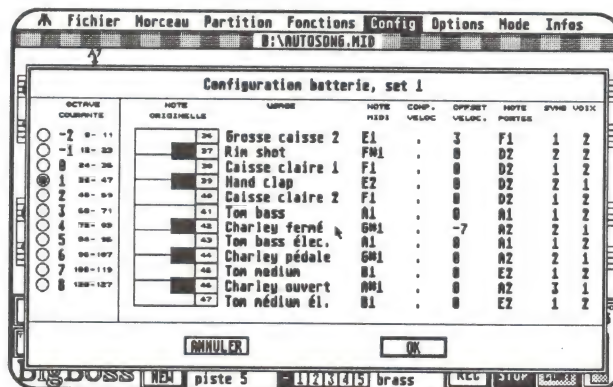 Fichier Morceau Partition Fonctions Config Options Mode Infos
B:\AUTOSONG.MID
Configuration batterie, set 1
OCTAVE COURANTE NOTE ORIGINELLE USAGE NOTE MIDI COMP. VELOC OFFSET VELOC. NOTE PORTEE SYMB VOIX
-2 0- 11 36 Grosse caisse 2 E1 . 3 F1 1 2
-1 12- 23 37 Rim shot F#1 . 0 D2 2 2
0 24- 35 38 Caisse claire 1 F1 . 0 D2 1 2
1 36- 47 39 Hand clap E2 . 0 D2 2 2
2 48- 59 40 Caisse claire 2 F1 . 0 D2 1 2
3 60- 71 41 Tom bass A1 . 0 A1 1 2
4 72- 83 42 Charley fermé G#1 . -7 A2 2 1
5 84- 95 43 Tom bass élec. A1 . 0 A1 2 1
6 96-107 44 Charley pédale G#1 . 0 A2 2 1
7 108-119 45 Tom medium B1 . 0 E2 1 2
8 120-127 46 Charley ouvert A#1 . 0 A2 3 1
47 Tom médium él. B1 . 0 E2 1 2
ANNULER OK
BIGBOSS NEW piste 5 - 1 2 3 4 5 brass REC STOP